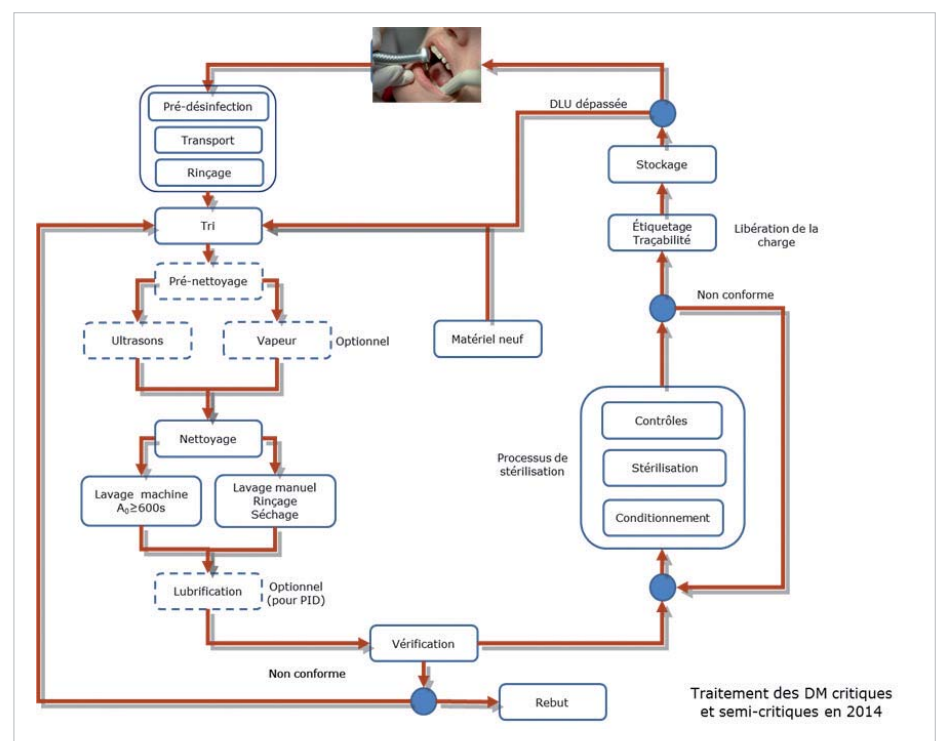 DLU dépassée
Pré-désinfection
Transport
Rinçage
Stockage
Tri
Étiquetage
Traçabilité
Libération de la
charge
Pré-nettoyage
Non conforme
Ultrasons
Vapeur
Optionnel
Matériel neuf
Contrôles
Nettoyage
Processus de
stérilisation
Stérilisation
Lavage machine
A₀≥600s
Lavage manuel
Rinçage
Séchage
Conditionnement
Lubrification
Optionnel
(pour PID)
Vérification
Non conforme
Rebut
Traitement des DM critiques
et semi-critiques en 2014